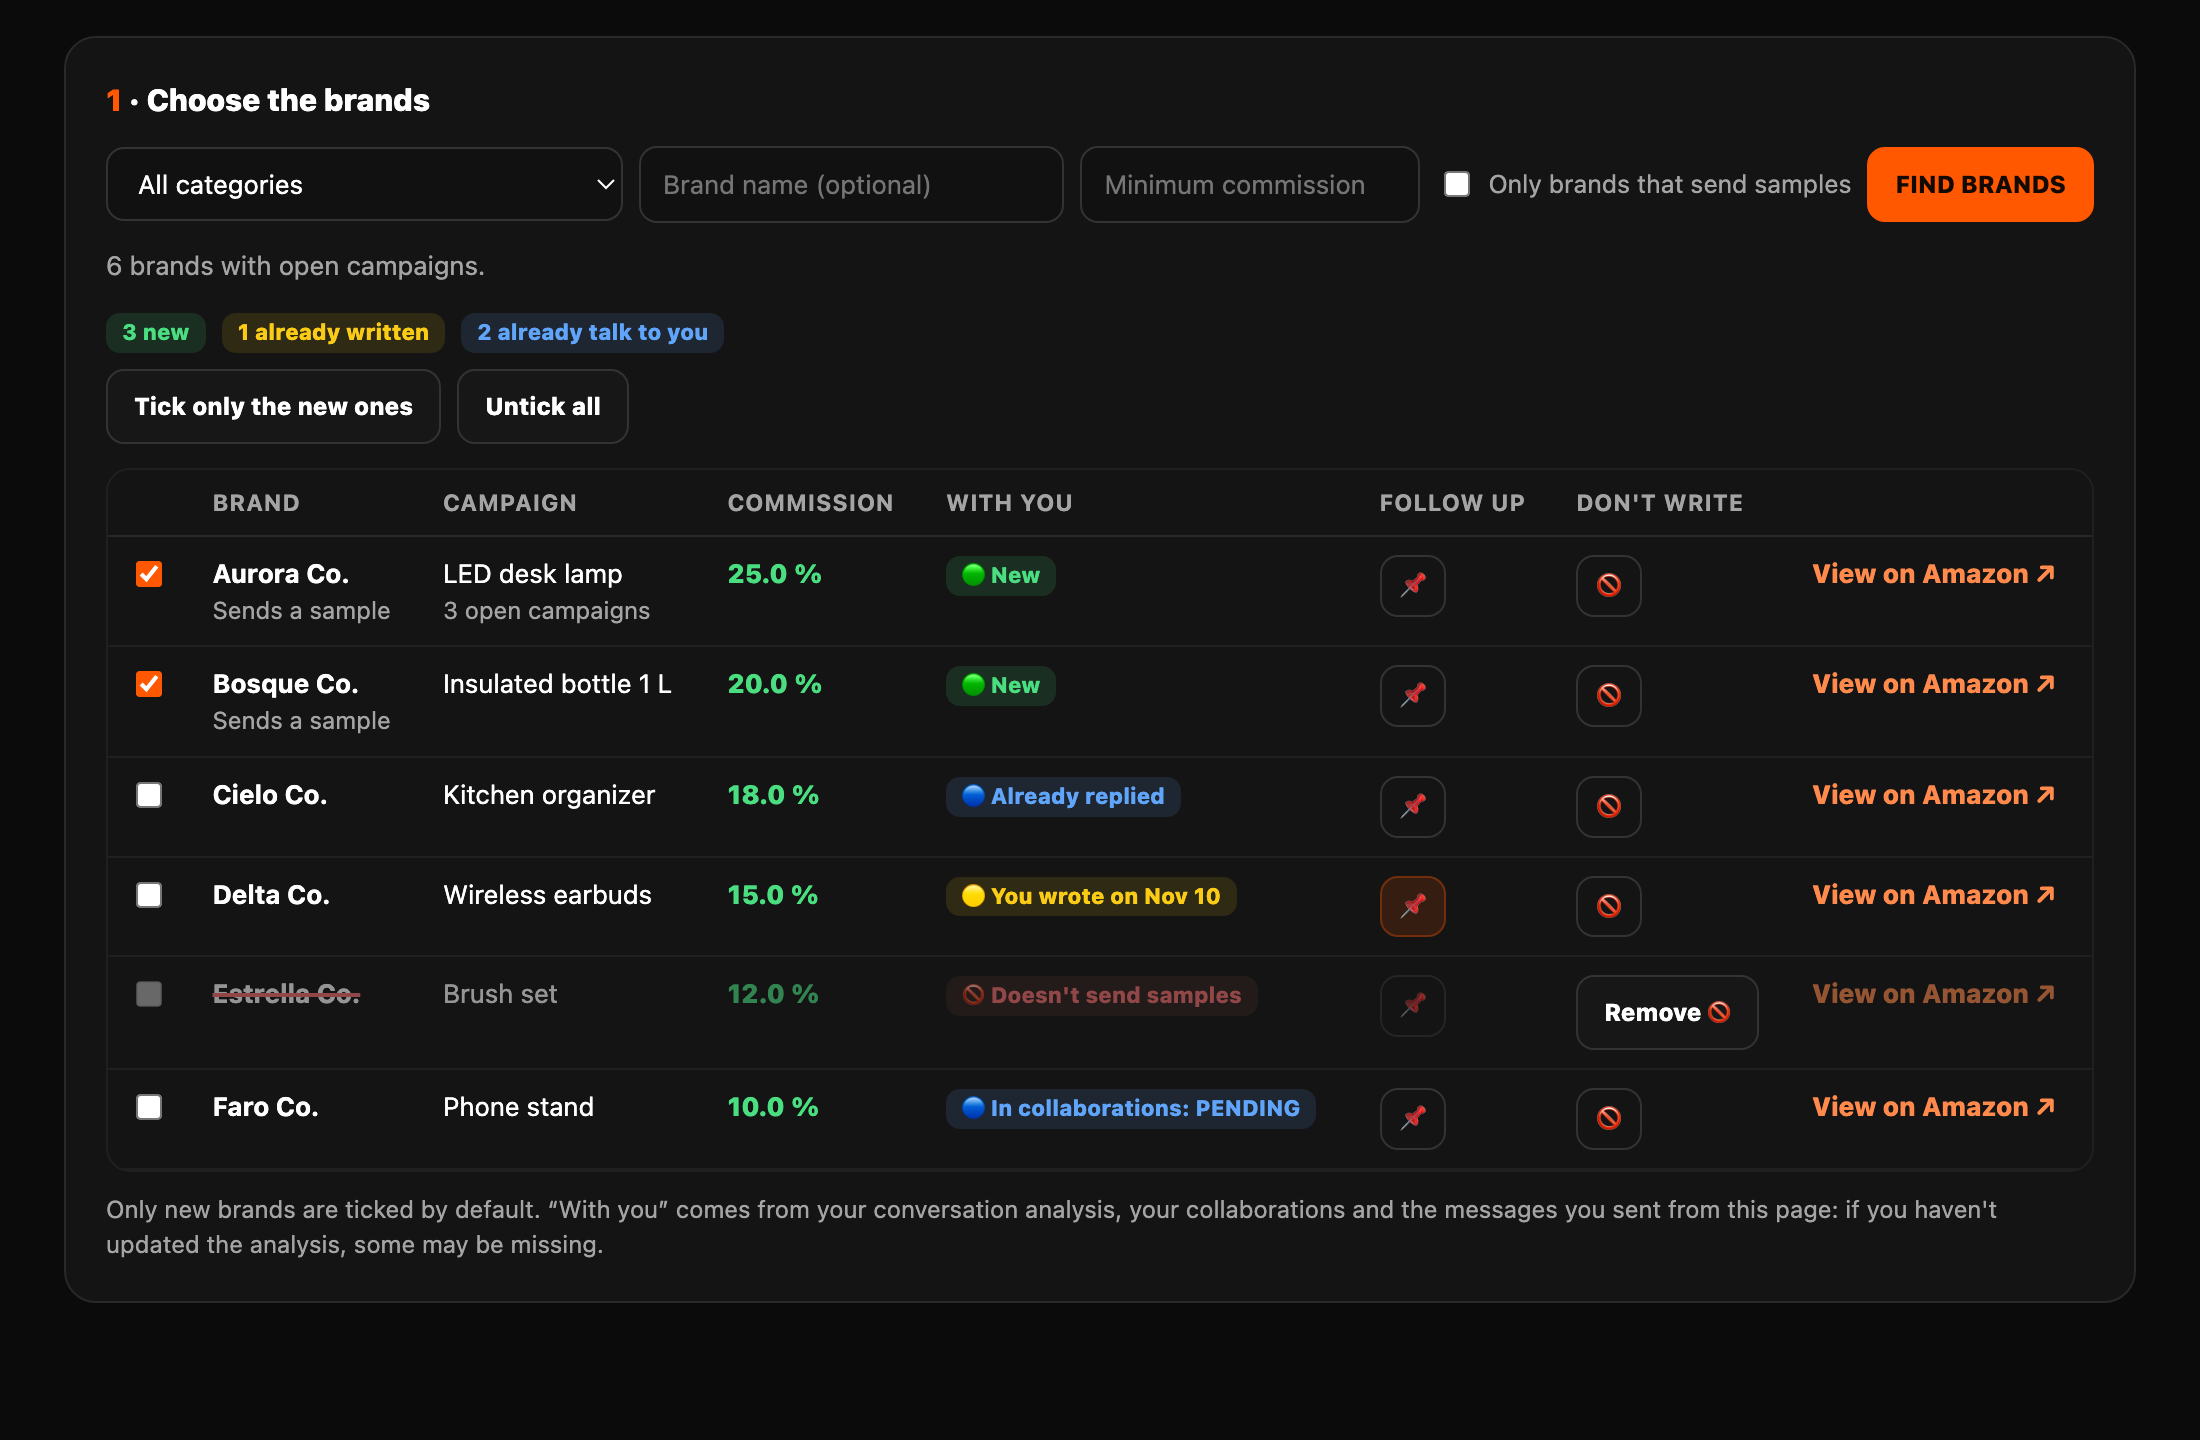 1 · Choose the brands
All categories
Brand name (optional)
Minimum commission
Only brands that send samples
FIND BRANDS
6 brands with open campaigns.
3 new
1 already written
2 already talk to you
Tick only the new ones
Untick all
BRAND CAMPAIGN COMMISSION WITH YOU FOLLOW UP DON'T WRITE
Aurora Co. LED desk lamp 25.0 % New View on Amazon ↗
Sends a sample 3 open campaigns
Bosque Co. Insulated bottle 1 L 20.0 % New View on Amazon ↗
Sends a sample
Cielo Co. Kitchen organizer 18.0 % Already replied View on Amazon ↗
Delta Co. Wireless earbuds 15.0 % You wrote on Nov 10 View on Amazon ↗
Estrella Co. Brush set 12.0 % Doesn't send samples Remove View on Amazon ↗
Faro Co. Phone stand 10.0 % In collaborations: PENDING View on Amazon ↗
Only new brands are ticked by default. “With you” comes from your conversation analysis, your collaborations and the messages you sent from this page: if you haven't
updated the analysis, some may be missing.